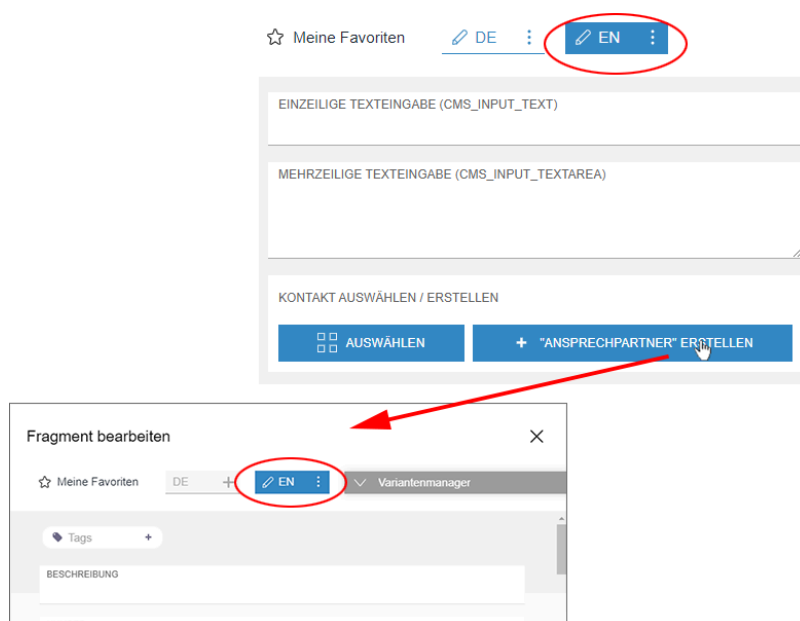 Meine Favoriten DE EN
EINZEILIGE TEXTEINGABE (CMS_INPUT_TEXT)
MEHRZEILIGE TEXTEINGABE (CMS_INPUT_TEXTAREA)
KONTAKT AUSWÄHLEN / ERSTELLEN
AUSWÄHLEN + "ANSPRECHPARTNER" ERSTELLEN
Fragment bearbeiten
Meine Favoriten DE + EN Variantenmanager
Tags +
BESCHREIBUNG